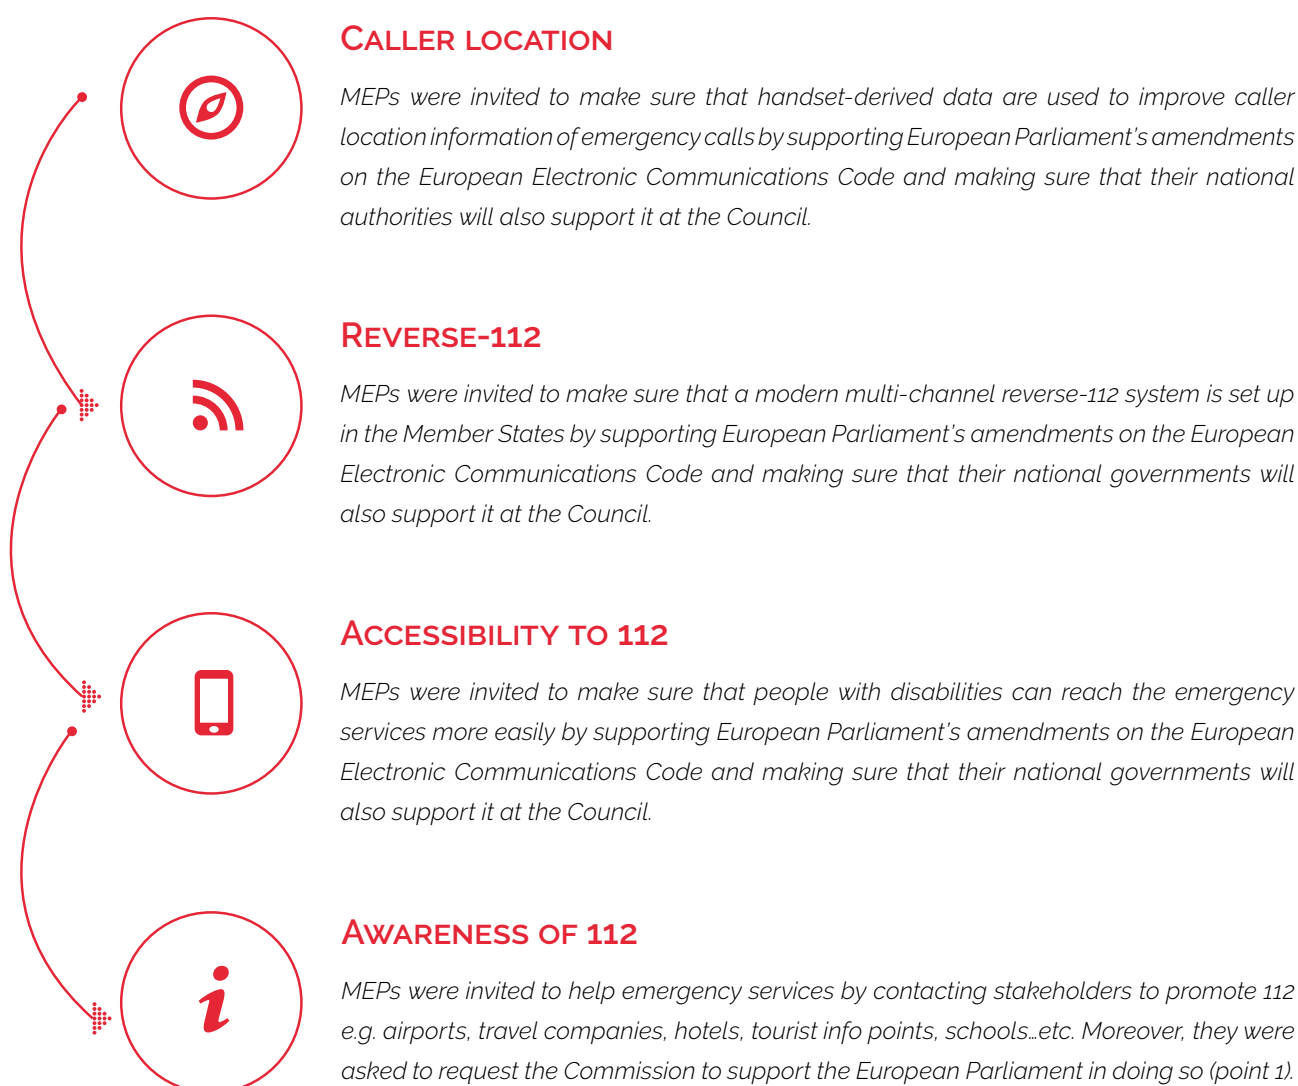 Caller location
MEPs were invited to make sure that handset-derived data are used to improve caller
location information of emergency calls by supporting European Parliament's amendments
on the European Electronic Communications Code and making sure that their national
authorities will also support it at the Council.
Reverse-112
MEPs were invited to make sure that a modern multi-channel reverse-112 system is set up
in the Member States by supporting European Parliament's amendments on the European
Electronic Communications Code and making sure that their national governments will
also support it at the Council.
Accessibility to 112
MEPs were invited to make sure that people with disabilities can reach the emergency
services more easily by supporting European Parliament's amendments on the European
Electronic Communications Code and making sure that their national governments will
also support it at the Council.
Awareness of 112
MEPs were invited to help emergency services by contacting stakeholders to promote 112
e.g. airports, travel companies, hotels, tourist info points, schools…etc. Moreover, they were
asked to request the Commission to support the European Parliament in doing so (point 1).